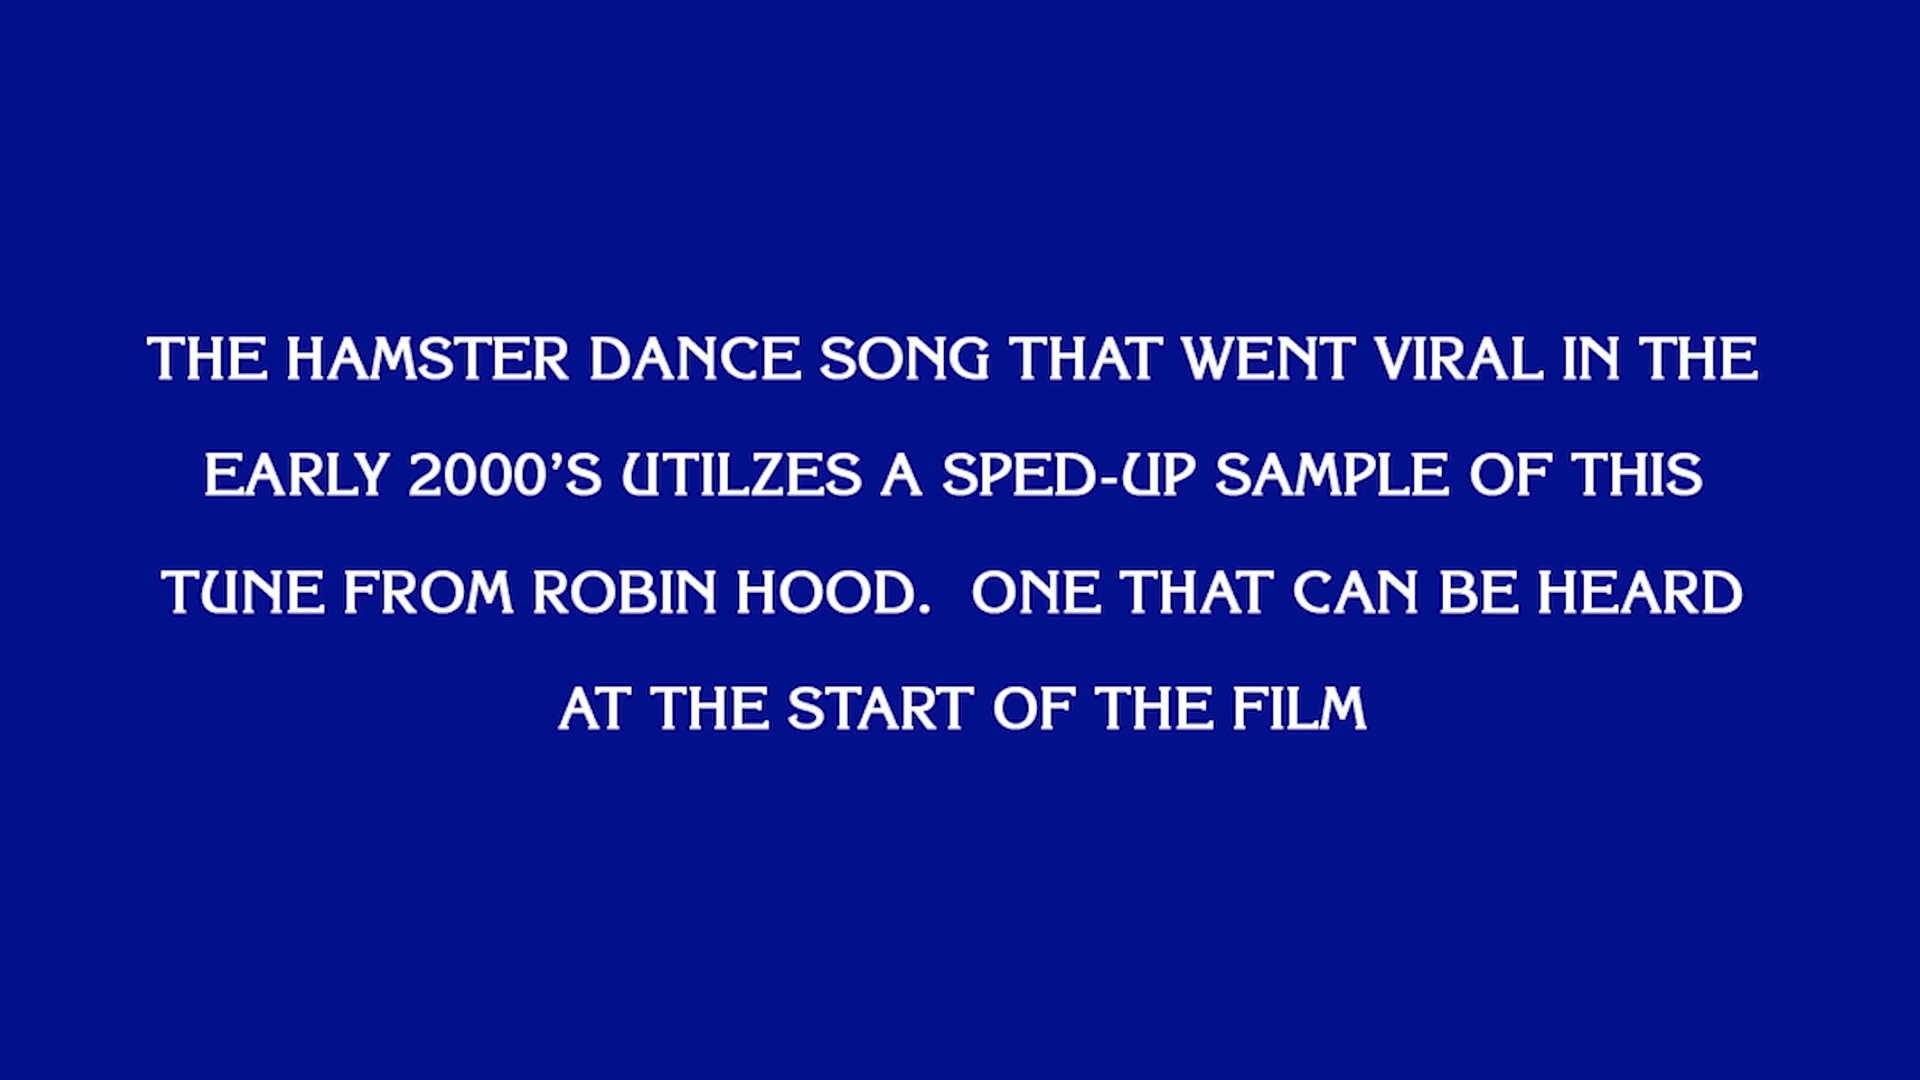 THE HAMSTER DANCE SONG THAT WENT VIRAL IN THE
EARLY 2000’S UTILZES A SPED-UP SAMPLE OF THIS
TUNE FROM ROBIN HOOD.  ONE THAT CAN BE HEARD
AT THE START OF THE FILM